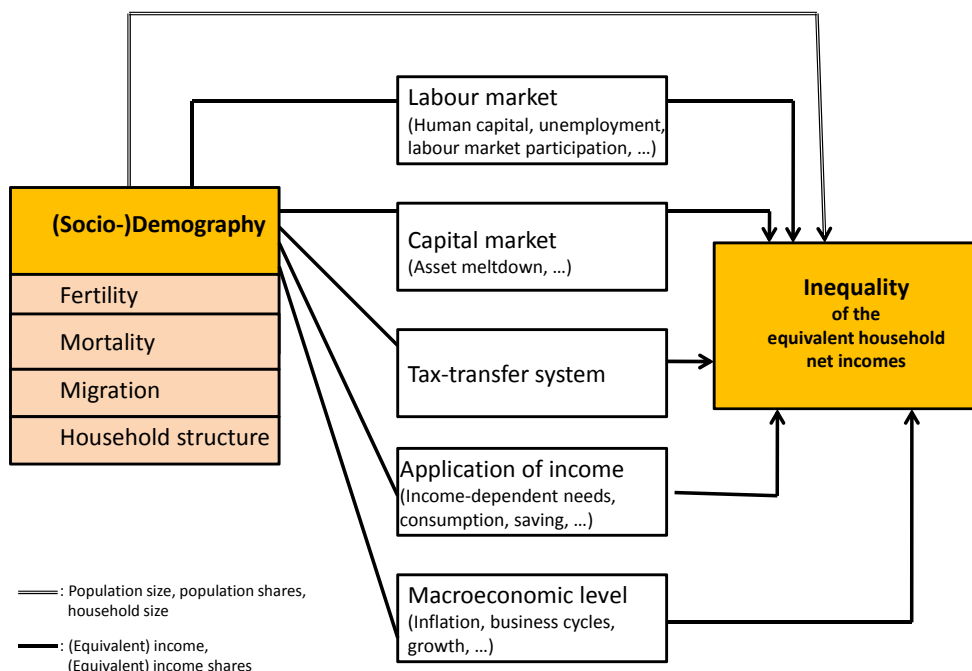 Labour market
(Human capital, unemployment,
labour market participation, …)
(Socio-)Demography
Fertility
Mortality
Migration
Household structure
Capital market
(Asset meltdown, …)
Tax-transfer system
Application of income
(Income-dependent needs,
consumption, saving, …)
Macroeconomic level
(Inflation, business cycles,
growth, …)
Inequality
of the
equivalent household
net incomes
: Population size, population shares,
household size
: (Equivalent) income,
(Equivalent) income shares